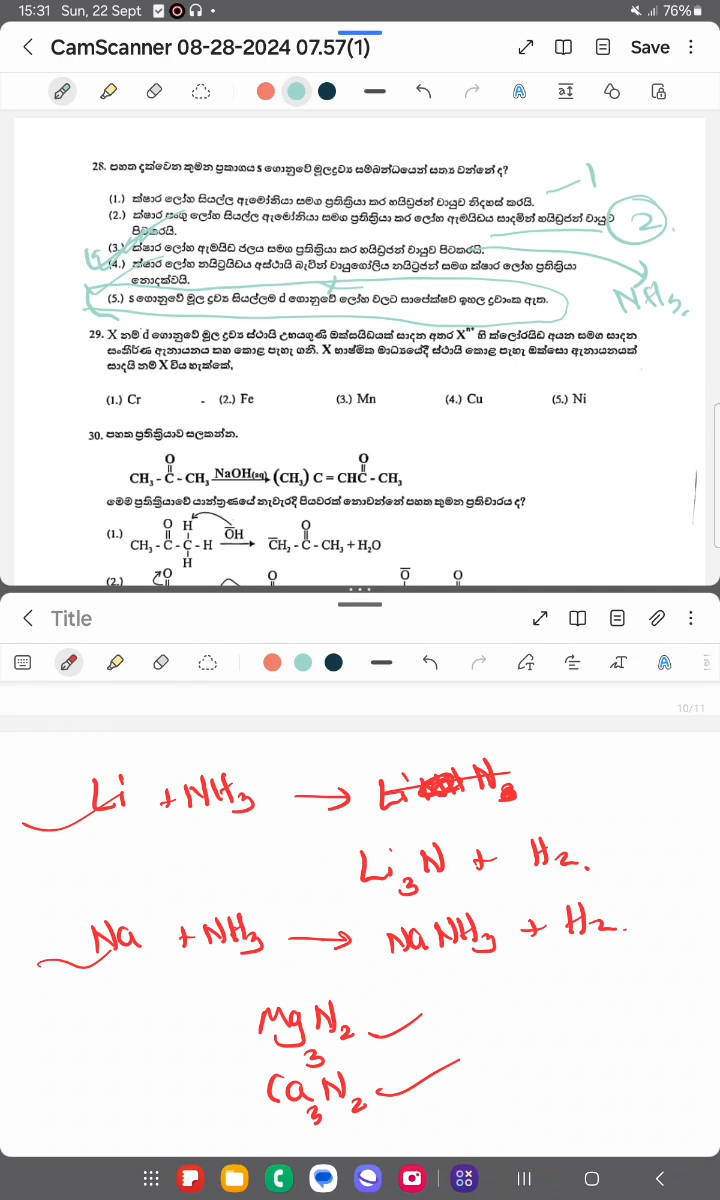 15:31 Sun, 22 Sept 76%
CamScanner 08-28-2024 07.57(1) Save
28. පහත දක්වෙන කුමන ප්‍රකාශය s ගොනුවේ මූලද්‍රව්‍ය සම්බන්ධයෙන් සත්‍ය වන්නේ ද?
1
(1.) ක්ෂාර ලෝහ සියල්ල ඇමෝනියා සමග ප්‍රතික්‍රියා කර හයිඩ්‍රජන් වායුව නිදහස් කරයි.
(2.) ක්ෂාර පාංශු ලෝහ සියල්ල ඇමෝනියා සමග ප්‍රතික්‍රියා කර ලෝහ ඇමයිඩය සාදමින් හයිඩ්‍රජන් වායුව
පිටකරයි.
2.
(3.) ක්ෂාර ලෝහ ඇමයිඩ ජලය සමග ප්‍රතික්‍රියා කර හයිඩ්‍රජන් වායුව පිටකරයි.
(4.) ක්ෂාර ලෝහ නයිට්‍රයිඩය අස්ථායි බැවින් වායුගෝලිය නයිට්‍රජන් සමග ක්ෂාර ලෝහ ප්‍රතික්‍රියා
නොදක්වයි.
(5.) s ගොනුවේ මූල ද්‍රව්‍ය සියල්ලම d ගොනුවේ ලෝහ වලට සාපේක්ෂව ඉහල ද්‍රවාංක ඇත.
NH₃.
29. X නම් d ගොනුවේ මූල ද්‍රව්‍ය ස්ථායි උභයගුණි ඔක්සයිඩයක් සාදන අතර Xⁿ⁺ හි ක්ලෝරයිඩ් අයන සමග සාදන
සංකීර්ණ ඇනායනය කහ කොළ පැහැ ගනී. X භාෂ්මික මාධ්‍යයේදී ස්ථායි කොළ පැහැ ඔක්සො ඇනායනයක්
සාදයි නම් X විය හැක්කේ,
(1.) Cr - (2.) Fe (3.) Mn (4.) Cu (5.) Ni
30. පහත ප්‍රතික්‍රියාව සලකන්න.
O O
CH₃ - C - CH₃ NaOH(aq) (CH₃) C = CHC - CH₃
මෙම ප්‍රතික්‍රියාවේ යාන්ත්‍රණයේ නැවැරදි පියවරක් නොවන්නේ පහත කුමන ප්‍රතිචාරය ද?
(1.) O H O̅H O
CH₃ - C - C - H C̅H₂ - C - CH₃ + H₂O
H
(2.) O O O̅ O
Title
10/11
Li + NH₃ → Li N₃
Li₃N + H₂.
Na + NH₃ → NaNH₃ + H₂.
Mg₃N₂
Ca₃N₂